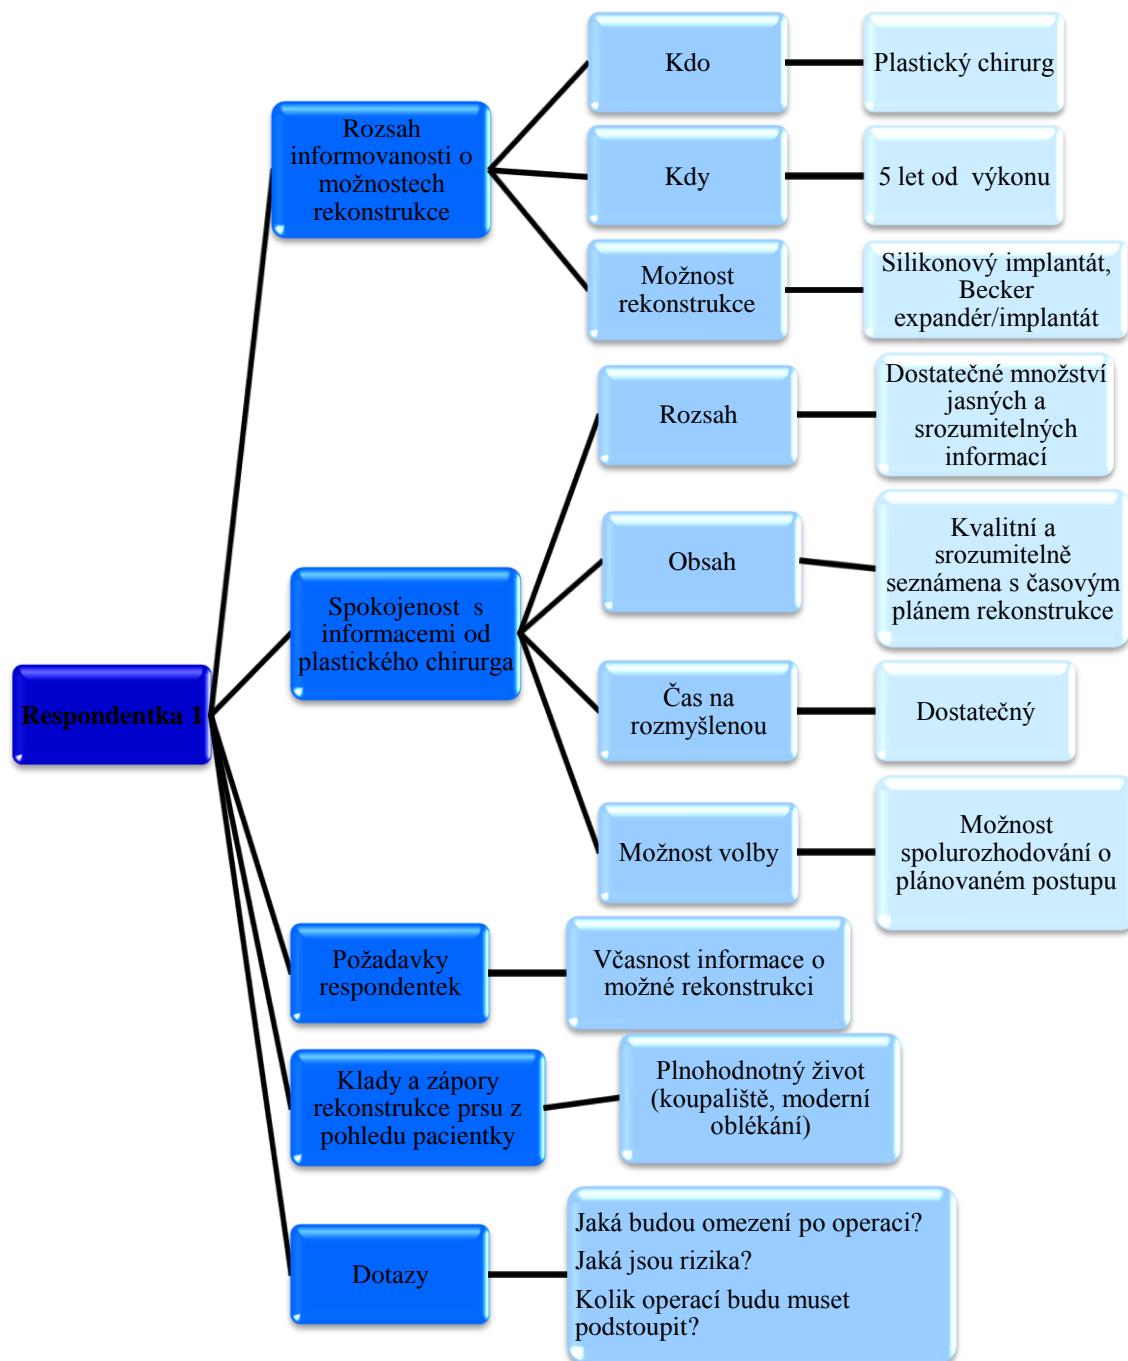 Respondentka 1
Rozsah
informovanosti o
možnostech
rekonstrukce
Kdo
Plastický chirurg
Kdy
5 let od  výkonu
Možnost
rekonstrukce
Silikonový implantát,
Becker
expandér/implantát
Spokojenost  s
informacemi od
plastického chirurga
Rozsah
Dostatečné množství
jasných a
srozumitelných
informací
Obsah
Kvalitní a
srozumitelně
seznámena s časovým
plánem rekonstrukce
Čas na
rozmyšlenou
Dostatečný
Možnost volby
Možnost
spolurozhodování o
plánovaném postupu
Požadavky
respondentek
Včasnost informace o
možné rekonstrukci
Klady a zápory
rekonstrukce prsu z
pohledu pacientky
Plnohodnotný život
(koupaliště, moderní
oblékání)
Dotazy
Jaká budou omezení po operaci?
Jaká jsou rizika?
Kolik operací budu muset
podstoupit?